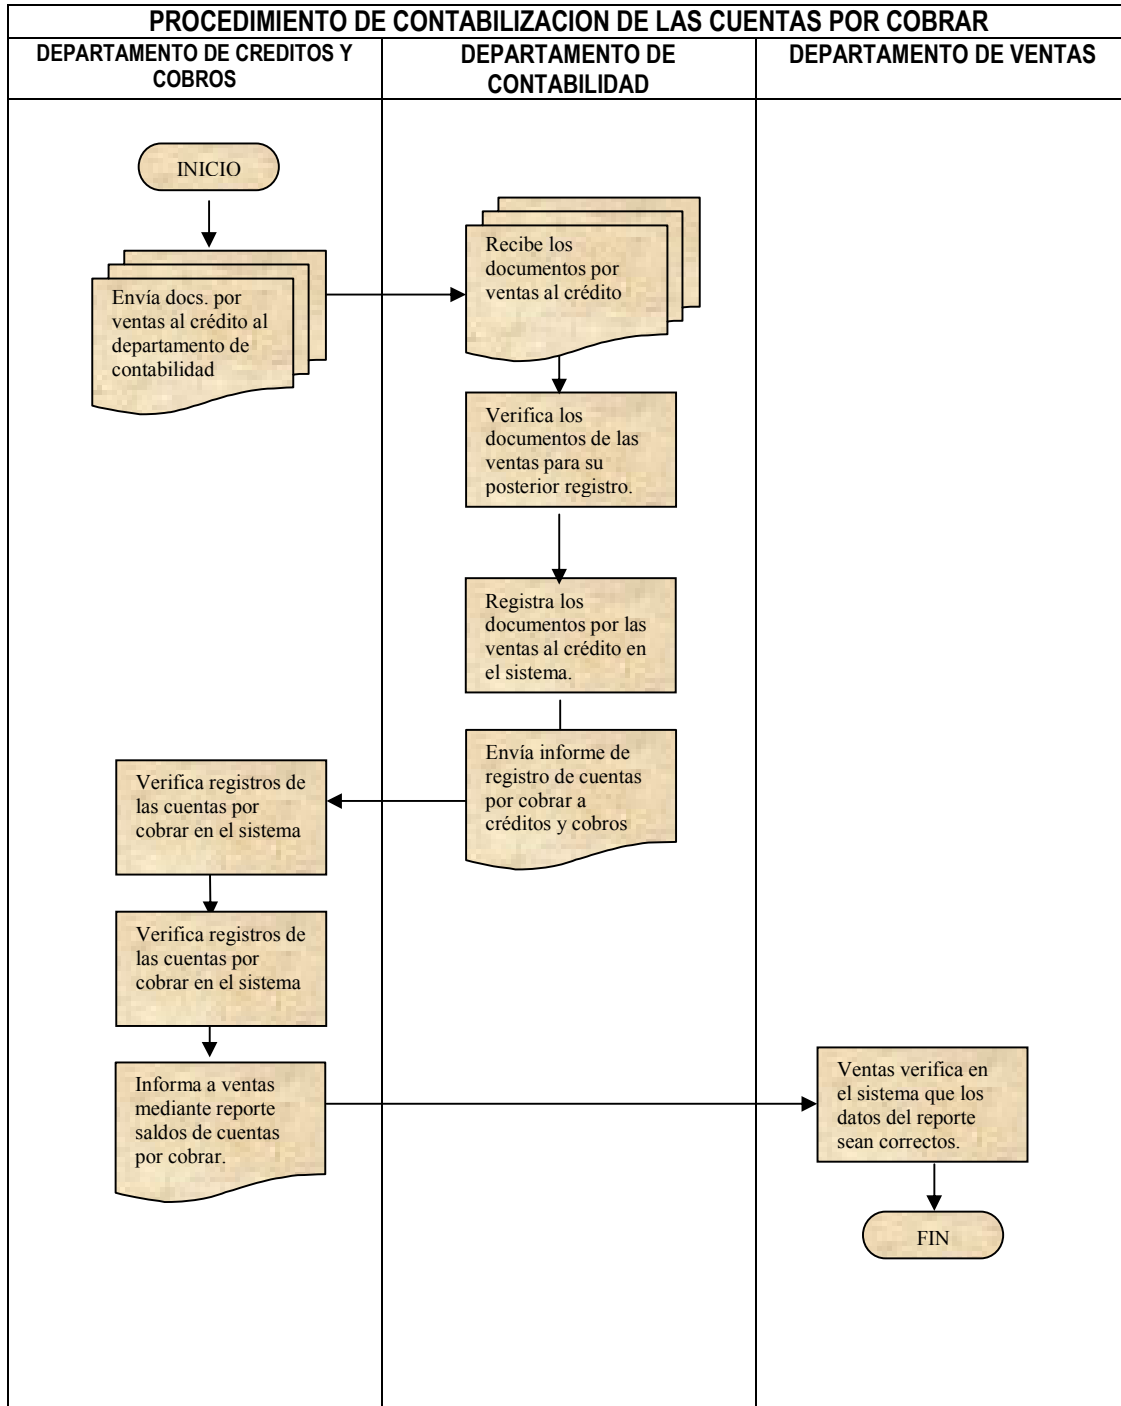 PROCEDIMIENTO DE CONTABILIZACION DE LAS CUENTAS POR COBRAR
DEPARTAMENTO DE CREDITOS Y
COBROS
DEPARTAMENTO DE
CONTABILIDAD
DEPARTAMENTO DE VENTAS
INICIO
Envía docs. por
ventas al crédito al
departamento de
contabilidad
Recibe los
documentos por
ventas al crédito
Verifica los
documentos de las
ventas para su
posterior registro.
Registra los
documentos por las
ventas al crédito en
el sistema.
Envía informe de
registro de cuentas
por cobrar a
créditos y cobros
Verifica registros de
las cuentas por
cobrar en el sistema
Verifica registros de
las cuentas por
cobrar en el sistema
Informa a ventas
mediante reporte
saldos de cuentas
por cobrar.
Ventas verifica en
el sistema que los
datos del reporte
sean correctos.
FIN